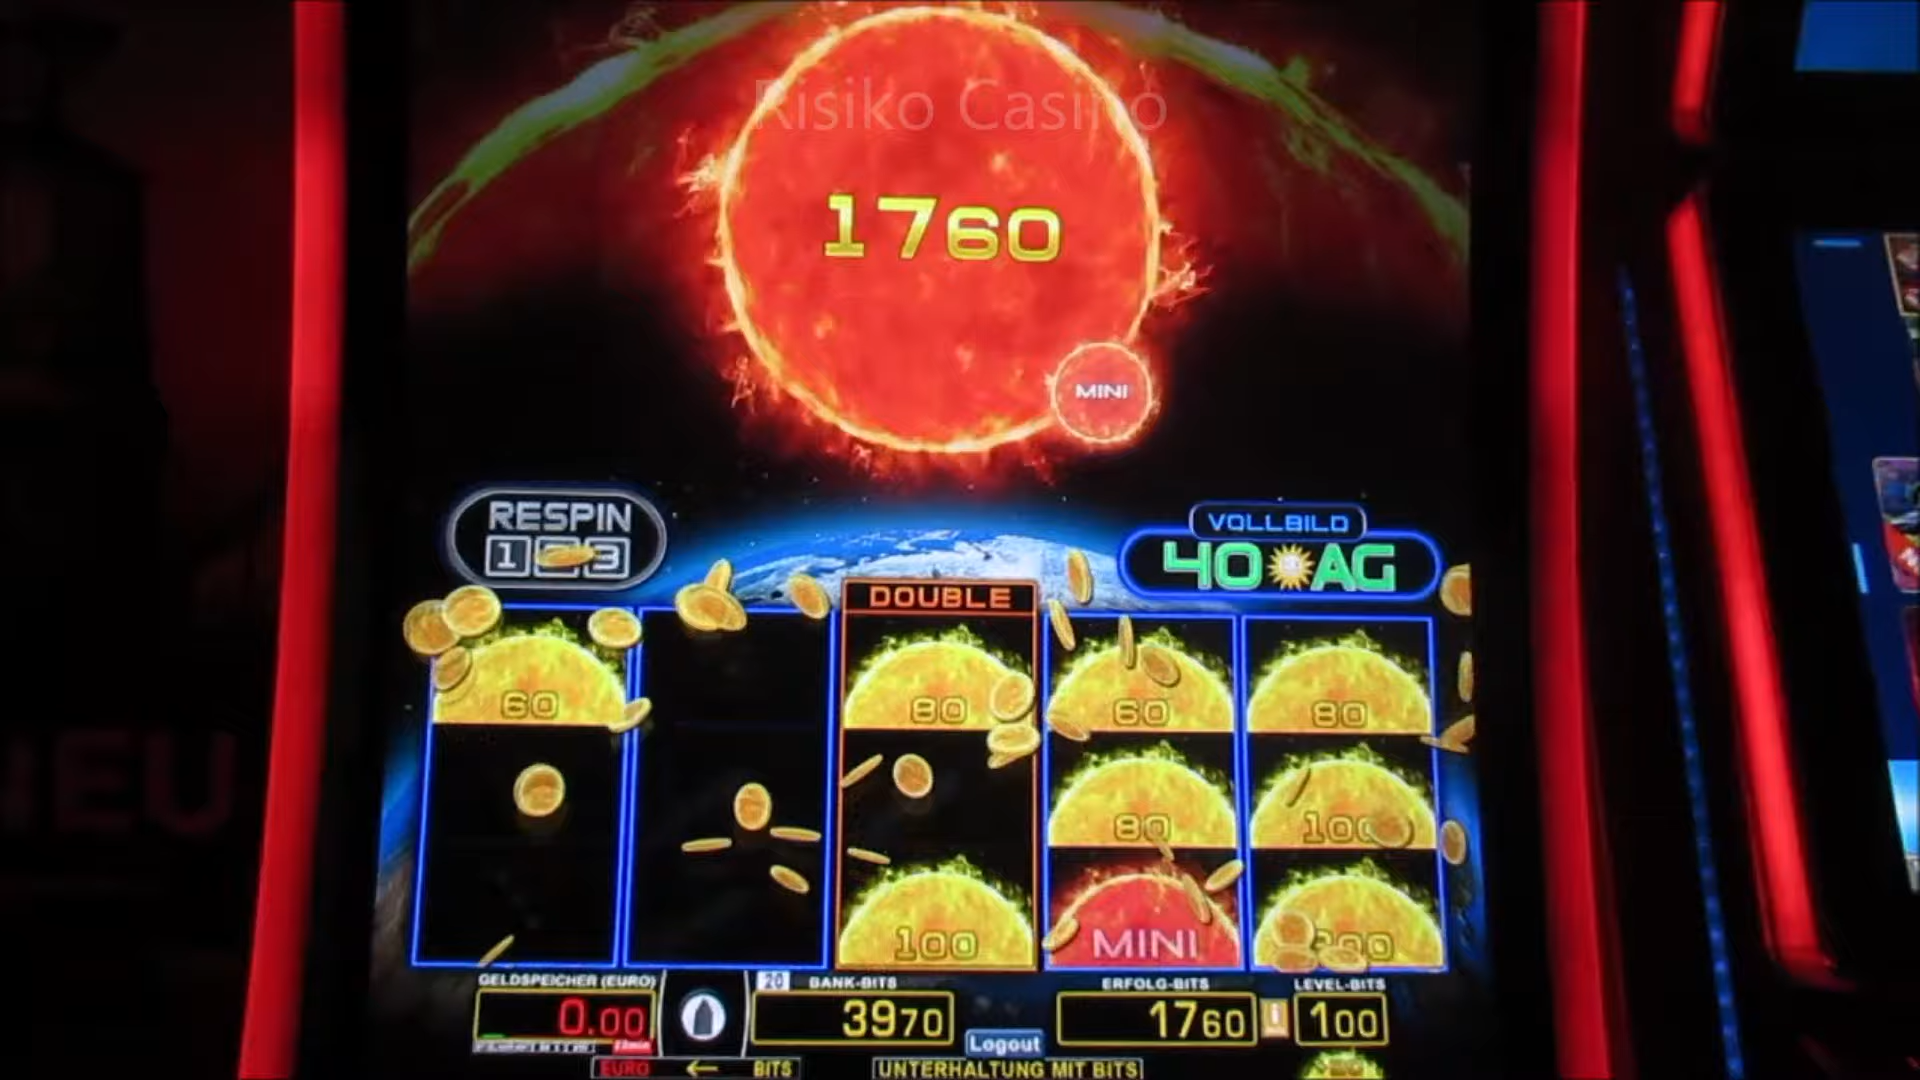 Risiko Casino
1760
MINI
RESPIN
1 3
VOLLBILD
40 AG
DOUBLE
60
80
60
80
80
100
100
MINI
GELDSPEICHER (EURO)
20
BANK-BITS
ERFOLG-BITS
LEVEL-BITS
0.00
3970
1760
100
Logout
EURO ← BITS
UNTERHALTUNG MIT BITS
NEU